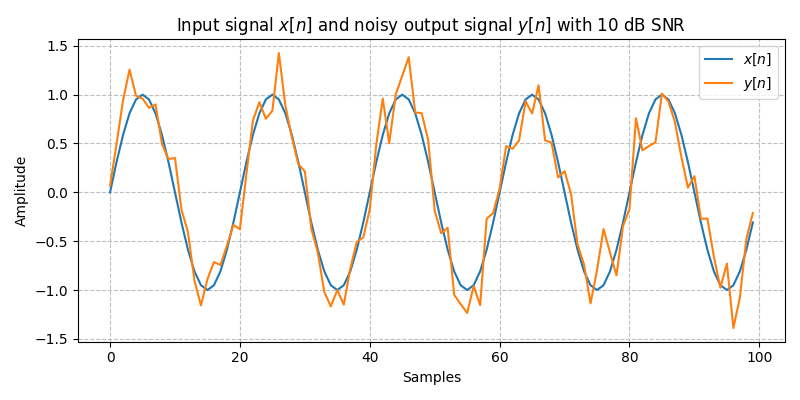 Input signal x[n] and noisy output signal y[n] with 10 dB SNR
x[n]
y[n]
1.5
1.0
0.5
0.0
−0.5
−1.0
−1.5
Amplitude
0 20 40 60 80 100
Samples